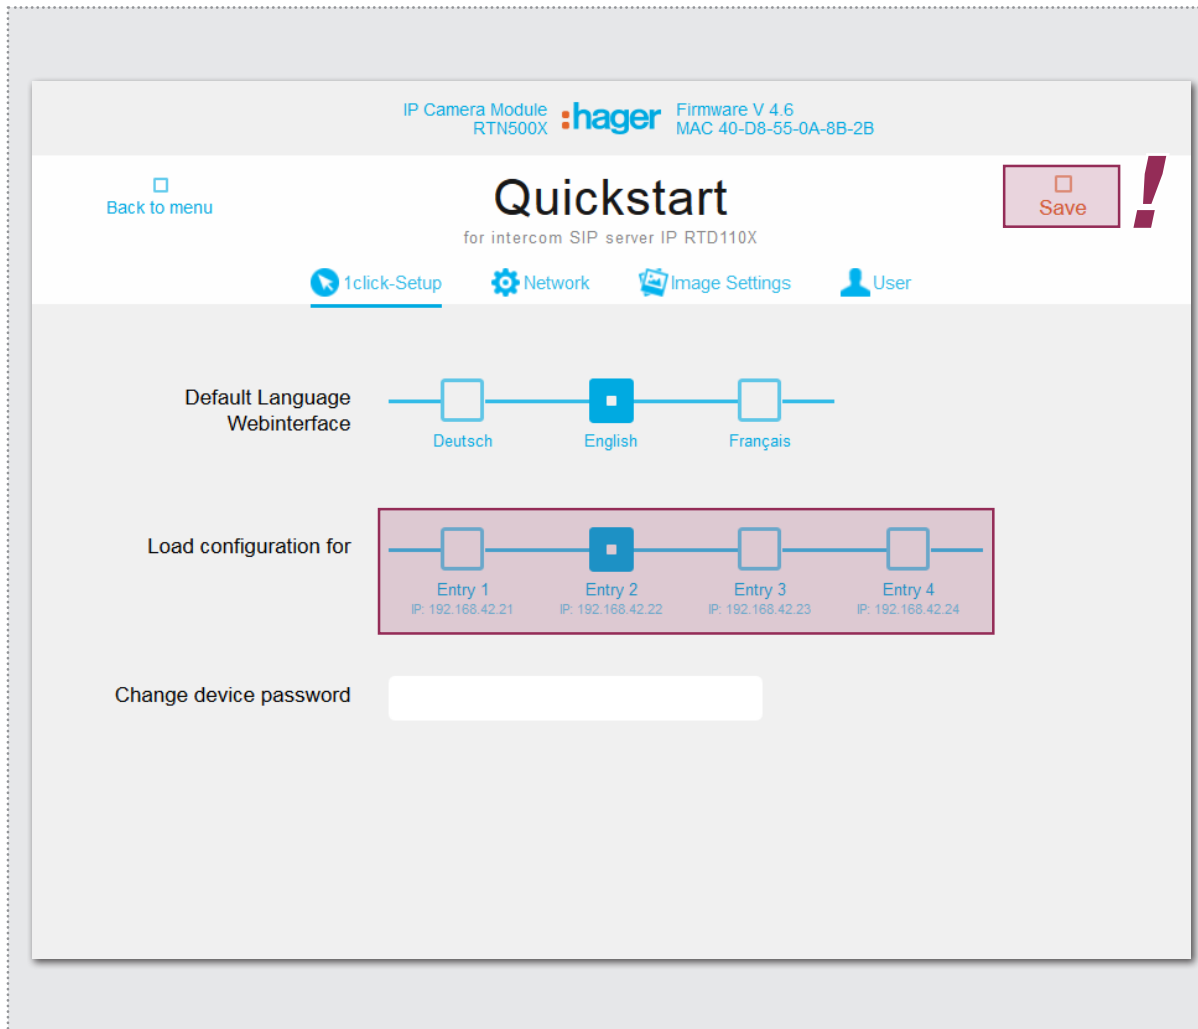 IP Camera Module
RTN500X
:hager
Firmware V 4.6
MAC 40-D8-55-0A-8B-2B
Back to menu
Quickstart
Save
!
for intercom SIP server IP RTD110X
1click-Setup Network Image Settings User
Default Language
Webinterface
Deutsch English Français
Load configuration for
Entry 1 Entry 2 Entry 3 Entry 4
IP: 192.168.42.21 IP: 192.168.42.22 IP: 192.168.42.23 IP: 192.168.42.24
Change device password